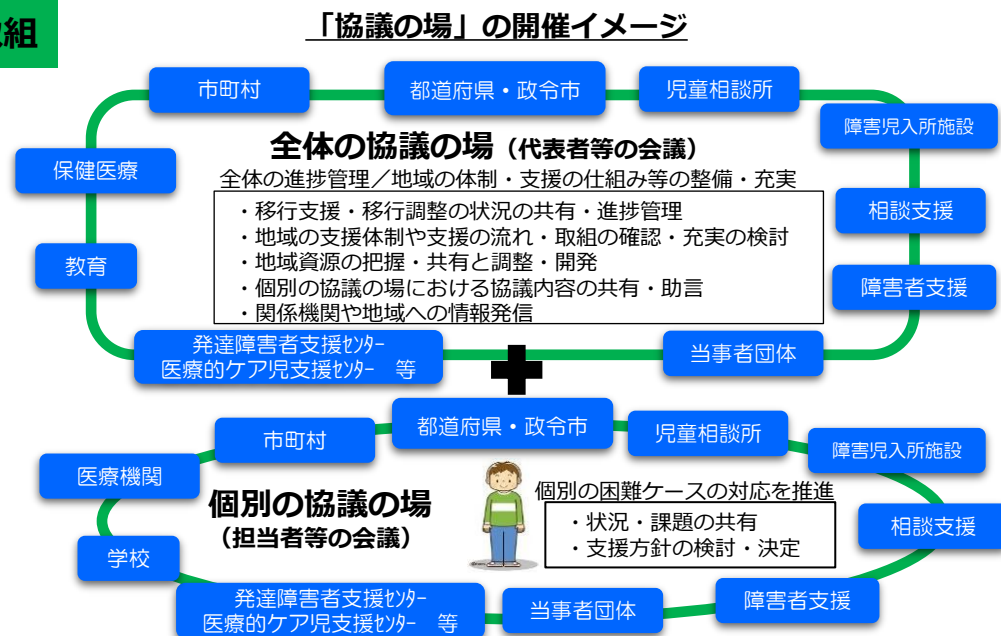 組
「協議の場」の開催イメージ
市町村
都道府県・政令市
児童相談所
障害児入所施設
保健医療
全体の協議の場（代表者等の会議）
全体の進捗管理／地域の体制・支援の仕組み等の整備・充実
・移行支援・移行調整の状況の共有・進捗管理
・地域の支援体制や支援の流れ・取組の確認・充実の検討
・地域資源の把握・共有と調整・開発
・個別の協議の場における協議内容の共有・助言
・関係機関や地域への情報発信
相談支援
教育
障害者支援
発達障害者支援ｾﾝﾀｰ
医療的ケア児支援ｾﾝﾀｰ　等
当事者団体
市町村
都道府県・政令市
児童相談所
障害児入所施設
医療機関
個別の協議の場
（担当者等の会議）
個別の困難ケースの対応を推進
・状況・課題の共有
・支援方針の検討・決定
相談支援
学校
発達障害者支援ｾﾝﾀｰ
医療的ケア児支援ｾﾝﾀｰ　等
当事者団体
障害者支援